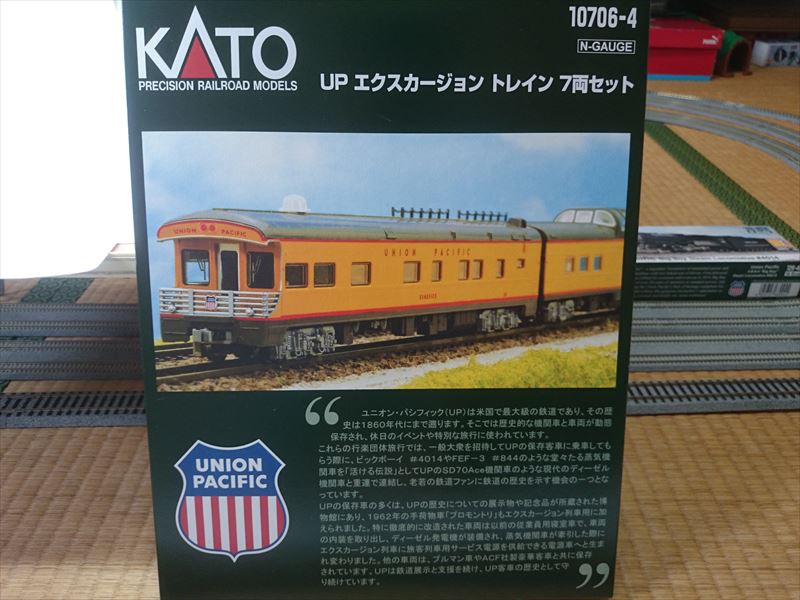 10706-4
N-GAUGE
KATO
PRECISION RAILROAD MODELS
UP エクスカージョン トレイン 7両セット
UNION PACIFIC
UNION PACIFIC
❝ ユニオン・パシフィック(UP)は米国で最大級の鉄道であり、その歴
史は1860年代にまで遡ります。そこでは歴史的な機関車と車両が動態
保存され、休日のイベントや特別な旅行に使われています。
これらの行楽団体旅行では、一般大衆を招待してUPの保存客車に乗車しても
らう際に、ビックボーイ #4014やFEF-3 #844のような堂々たる蒸気機
関車を「活ける伝説」としてUPのSD70Ace機関車のような現代のディーゼル
機関車と重連で連結し、老若の鉄道ファンに鉄道の歴史を示す機会の一つとな
っています。
UPの保存車の多くは、UPの歴史についての展示物や記念品が所蔵された博
物館にあり、1962年の手荷物車「プロモントリ」もエクスカージョン列車用に加
えられました。特に徹底的に改造された車両は以前の従業員用寝室車で、車両
の内装を取り出し、ディーゼル発電機が装備され、蒸気機関車が牽引した際に
エクスカージョン列車に旅客列車用サービス電源を供給できる電源車へと生ま
れ変わりました。他の車両は、プルマン車やACF社製豪華客車と共に保存
されています。UPは鉄道展示と支援を続け、UP客車の歴史として守
り続けています。 ❞
UNION
PACIFIC